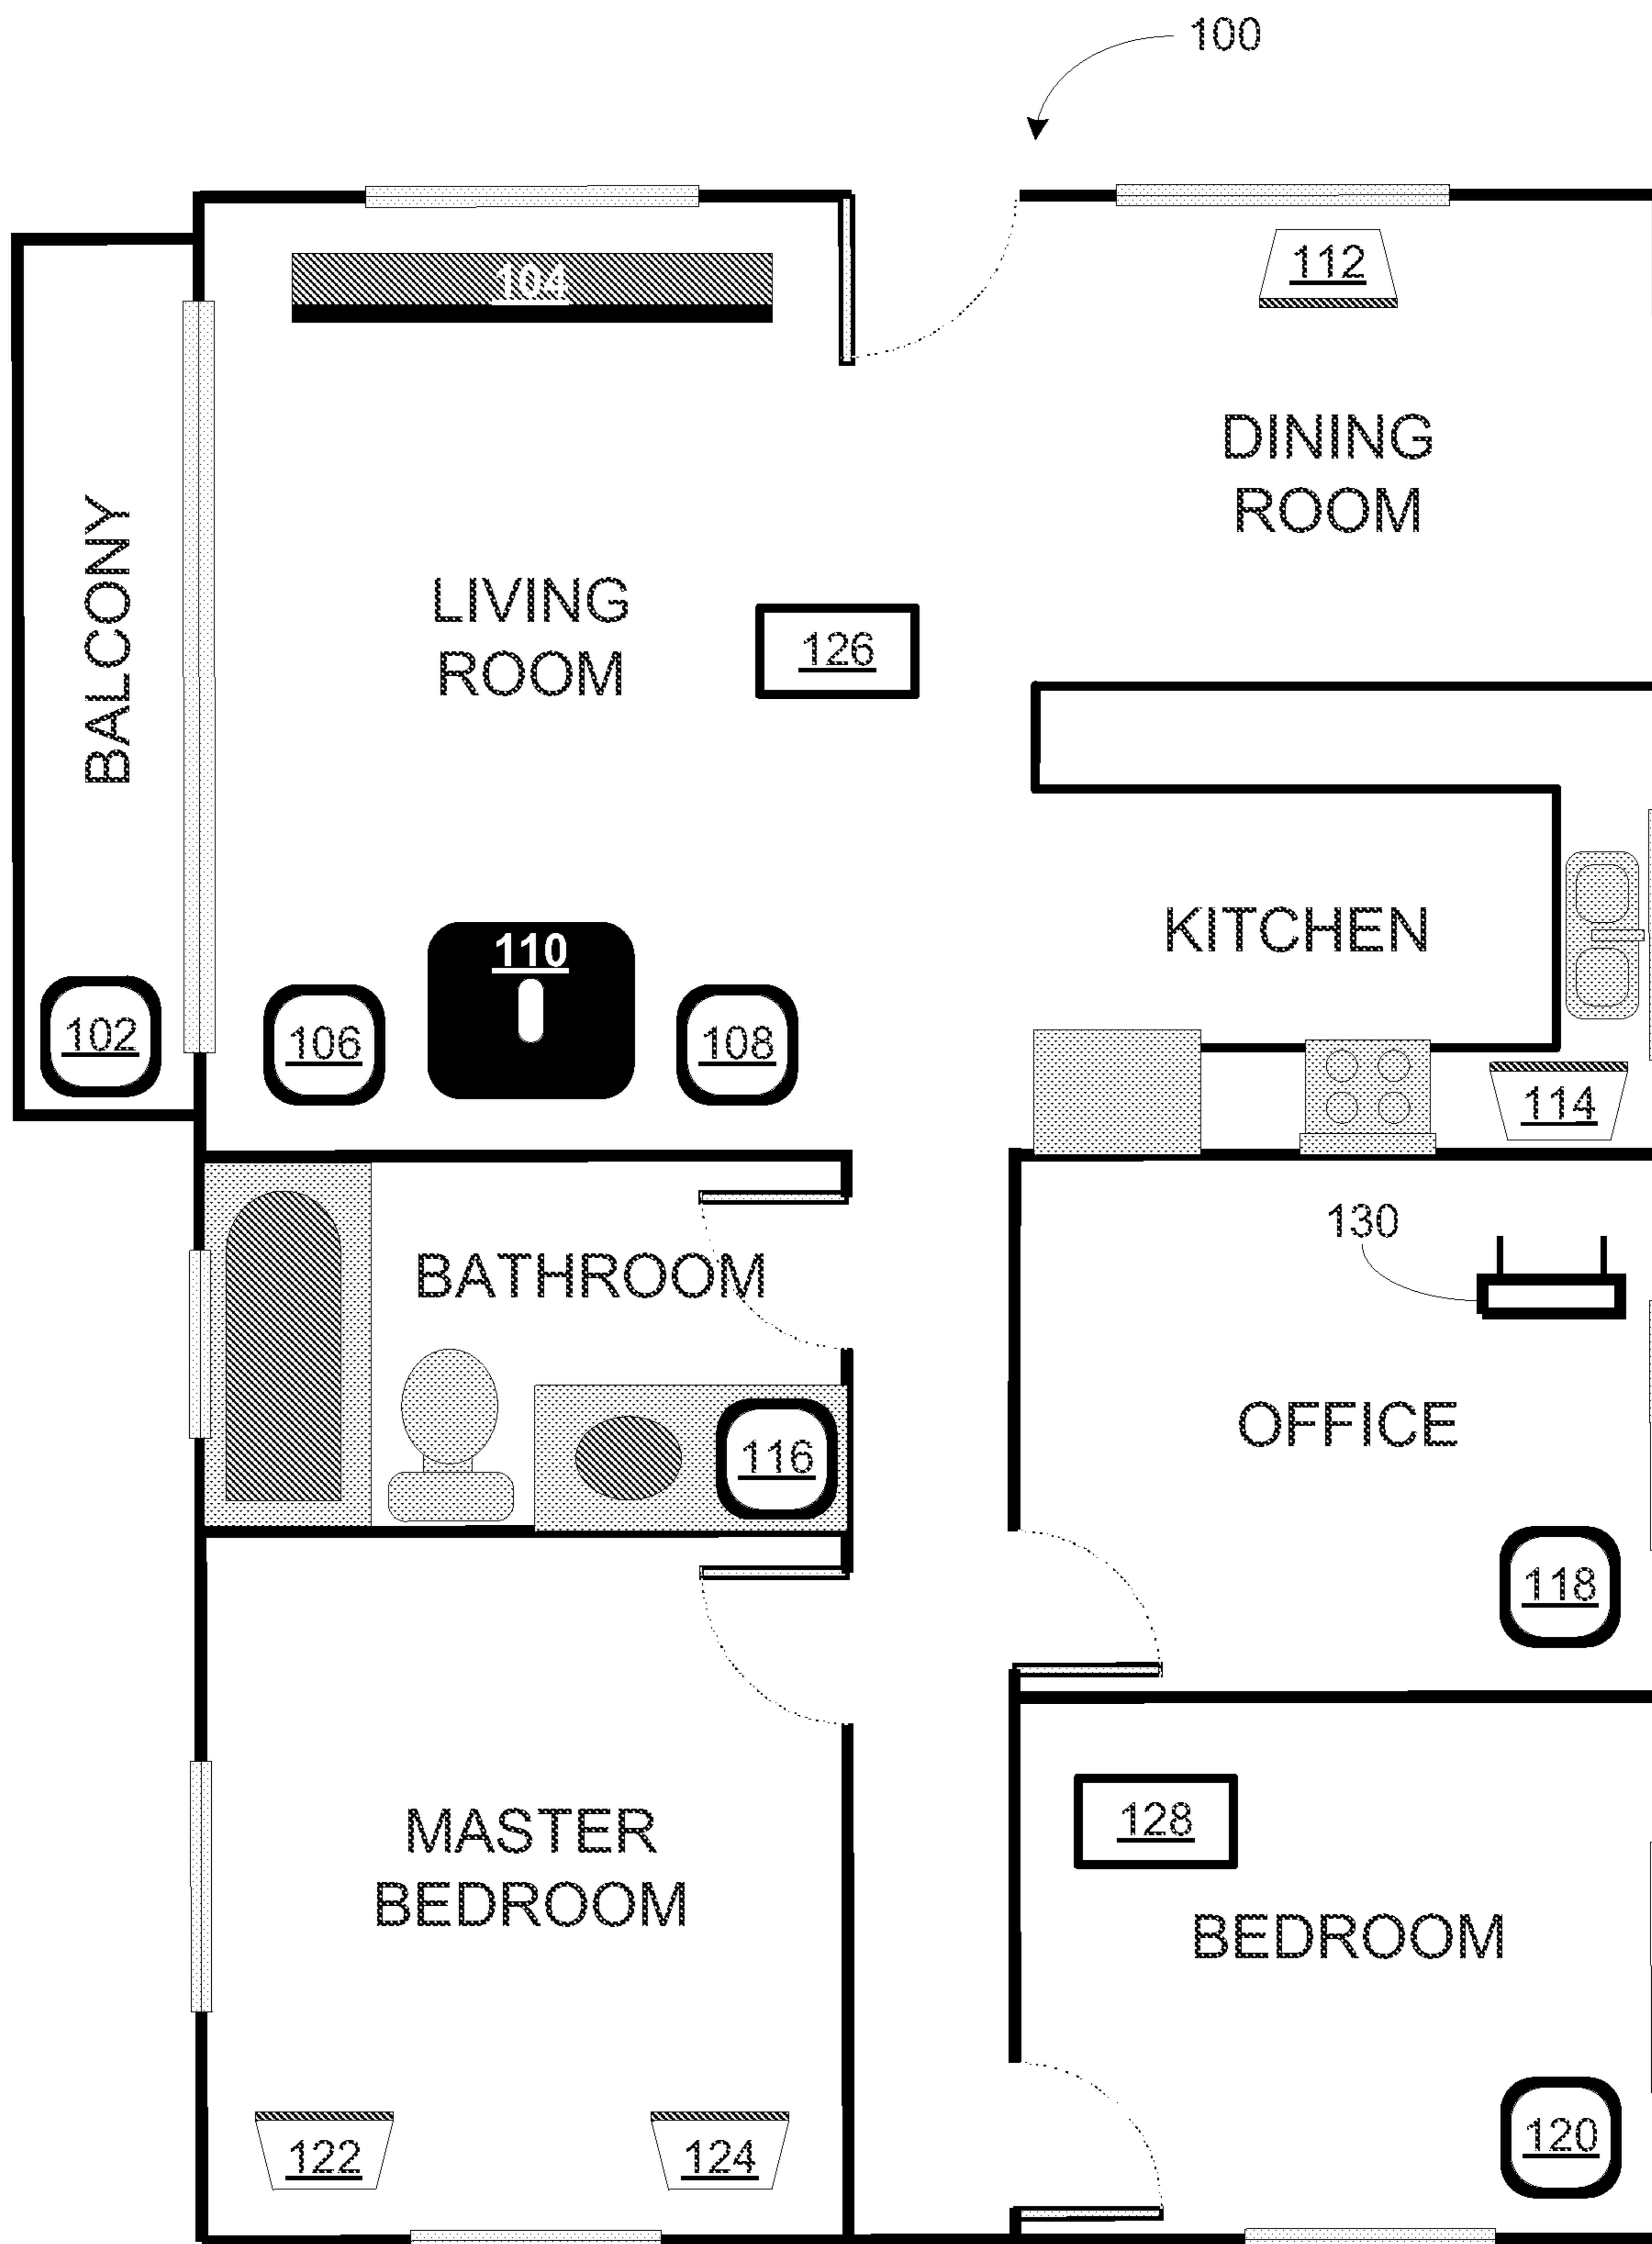 100
104
112
DINING
ROOM
BALCONY
LIVING
ROOM
126
KITCHEN
110
102
106
108
114
130
BATHROOM
OFFICE
116
118
128
MASTER
BEDROOM
BEDROOM
120
122
124